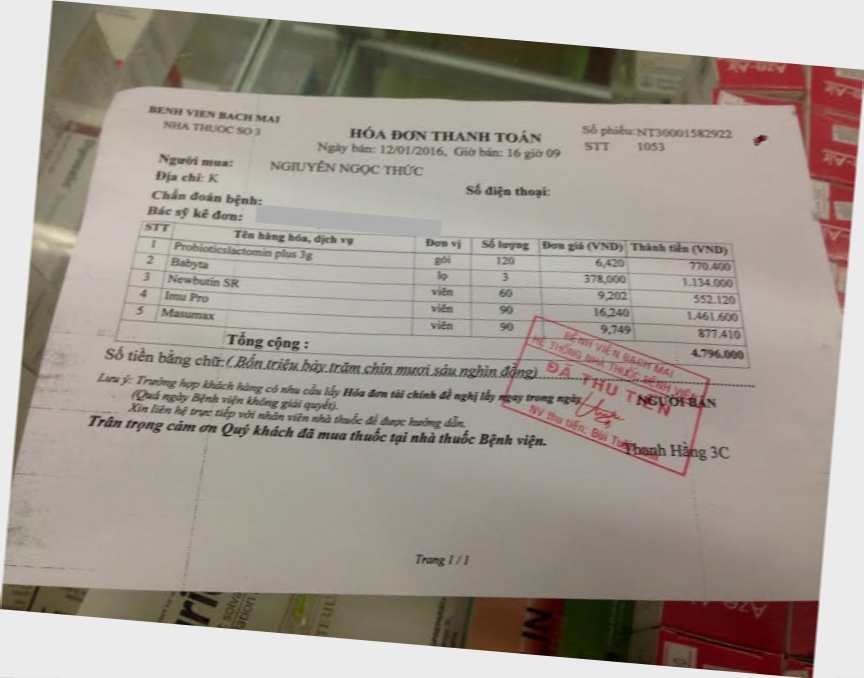 BENH VIEN BACH MAI
NHA THUOC SO 3
HÓA ĐƠN THANH TOÁN
Ngày bán: 12/01/2016, Giờ bán: 16 giờ 09
Số phiếu: NT30001582922
STT 1053
Người mua: NGIUYÊN NGỌC THỨC
Địa chỉ: K
Số điện thoại:
Chẩn đoán bệnh:
Bác sỹ kê đơn:
STT Tên hàng hóa, dịch vụ Đơn vị Số lượng Đơn giá (VND) Thành tiền (VND)
1 Probioticslactomin plus 3g gói 120 6,420 770.400
2 Babyta lọ 3 378,000 1.134.000
3 Newbutin SR viên 60 9,202 552.120
4 Imu Pro viên 90 16,240 1.461.600
5 Masumax viên 90 9,749 877.410
Tổng cộng : 4.796.000
Số tiền bằng chữ: ( Bốn triệu bảy trăm chín mươi sáu nghìn đồng)
Lưu ý: Trường hợp khách hàng có nhu cầu lấy Hóa đơn tài chính đề nghị lấy ngay trong ngày
(Quá ngày Bệnh viện không giải quyết).
Xin liên hệ trực tiếp với nhân viên nhà thuốc để được hướng dẫn.
Trân trọng cảm ơn Quý khách đã mua thuốc tại nhà thuốc Bệnh viện.
BỆNH VIỆN BẠCH MAI
HỆ THỐNG NHÀ THUỐC BỆNH VIỆN
ĐÃ THU TIỀN
NV thu tiền: Bùi
NGƯỜI BÁN
Thanh Hằng 3C
Trang 1 / 1